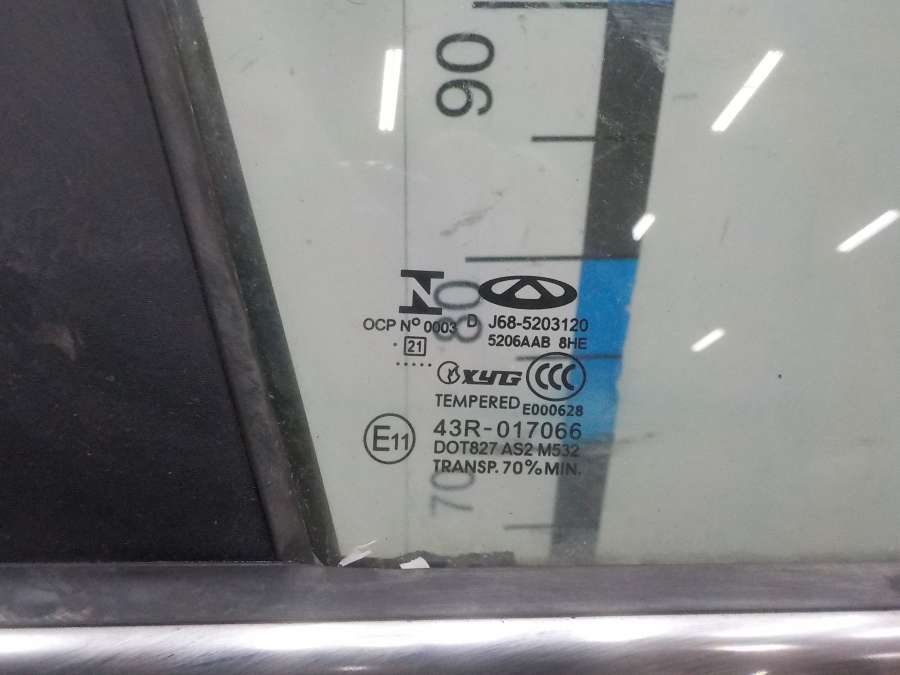 90
80
N
OCP Nº 0003 D J68-5203120
5206AAB 8HE
21
XYG CCC
TEMPERED E000628
E11 43R-017066
DOT827 AS2 M532
TRANSP. 70% MIN.
70